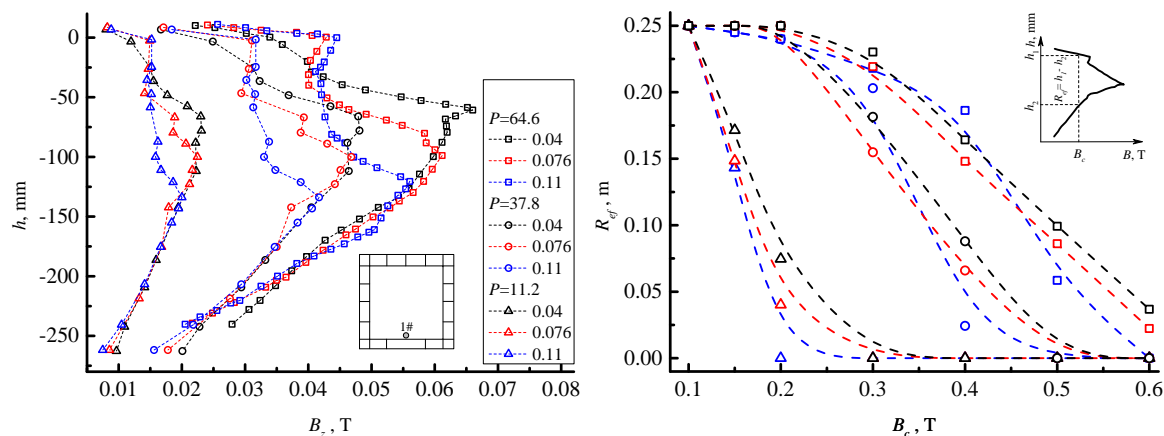 0
-50
-100
-150
-200
-250
h, mm
0.01 0.02 0.03 0.04 0.05 0.06 0.07 0.08
B_z, T
P=64.6
0.04
0.076
0.11
P=37.8
0.04
0.076
0.11
P=11.2
0.04
0.076
0.11
1#
0.25
0.20
0.15
0.10
0.05
0.00
R_ef, m
0.1 0.2 0.3 0.4 0.5 0.6
B_c, T
h, mm
h_1
R_ef = h_1 - h_2
h_2
B_c
B, T